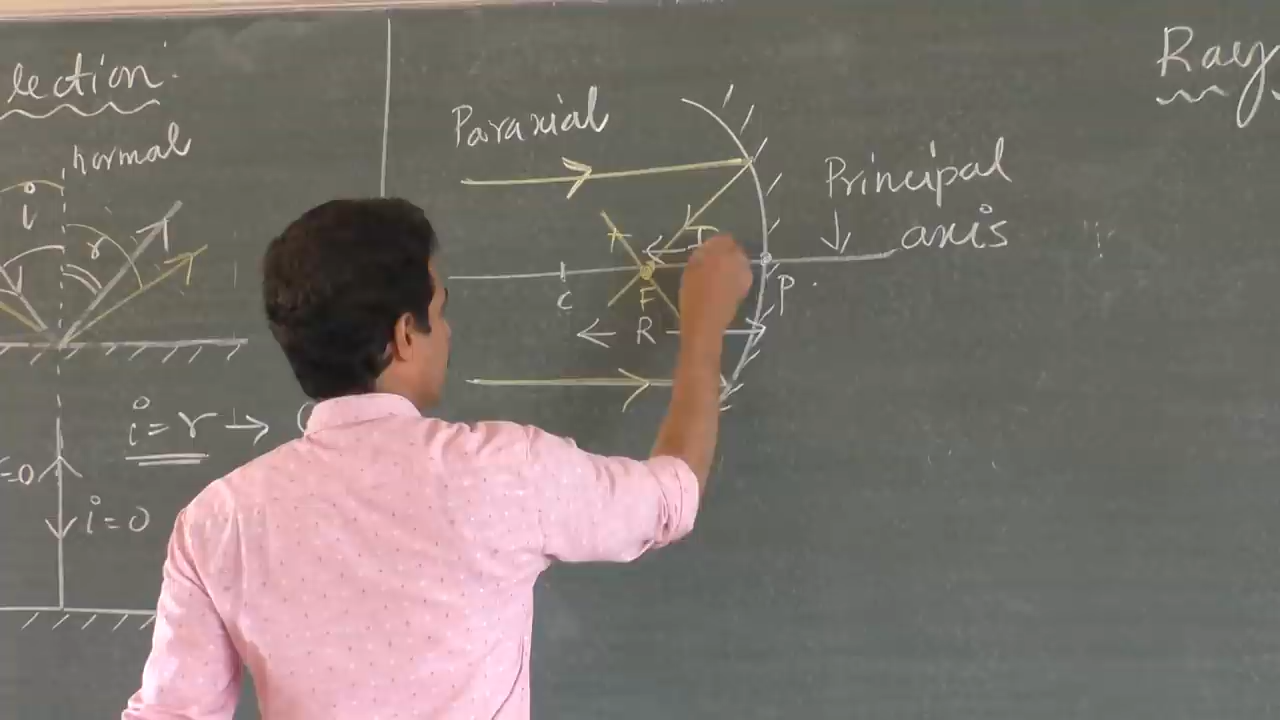 lection.
normal
i
r
i = r →
=0
i=0
Paraxial
C
F
R
P.
Principal
axis
Ray